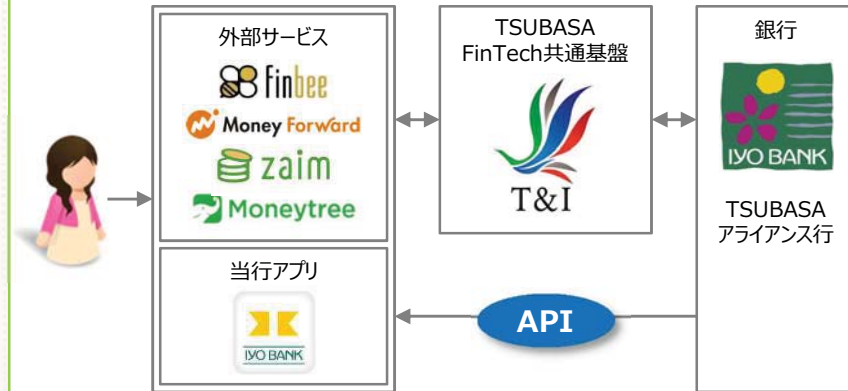 外部サービス
finbee
Money Forward
zaim
Moneytree
当行アプリ
IYO BANK
TSUBASA
FinTech共通基盤
T&I
API
銀行
IYO BANK
TSUBASA
アライアンス行